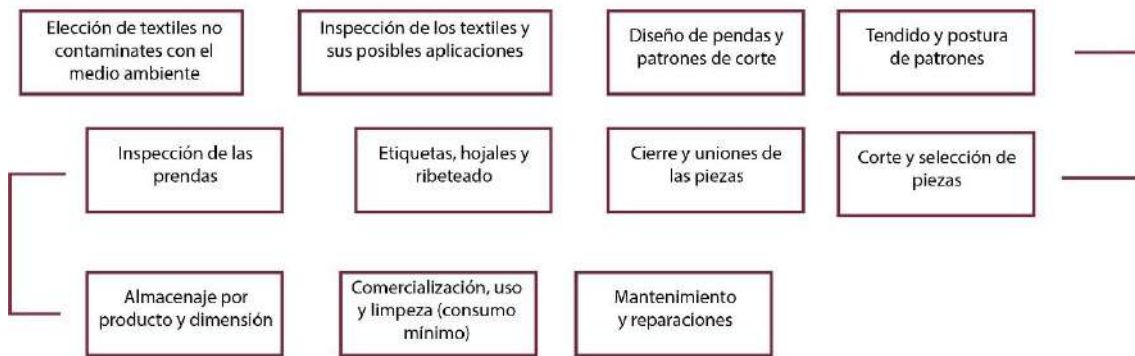 Elección de textiles no
contaminates con el
medio ambiente
Inspección de los textiles y
sus posibles aplicaciones
Diseño de pendas y
patrones de corte
Tendido y postura
de patrones
Inspección de las
prendas
Etiquetas, hojales y
ribeteado
Cierre y uniones de
las piezas
Corte y selección de
piezas
Almacenaje por
producto y dimensión
Comercialización, uso
y limpeza (consumo
mínimo)
Mantenimiento
y reparaciones